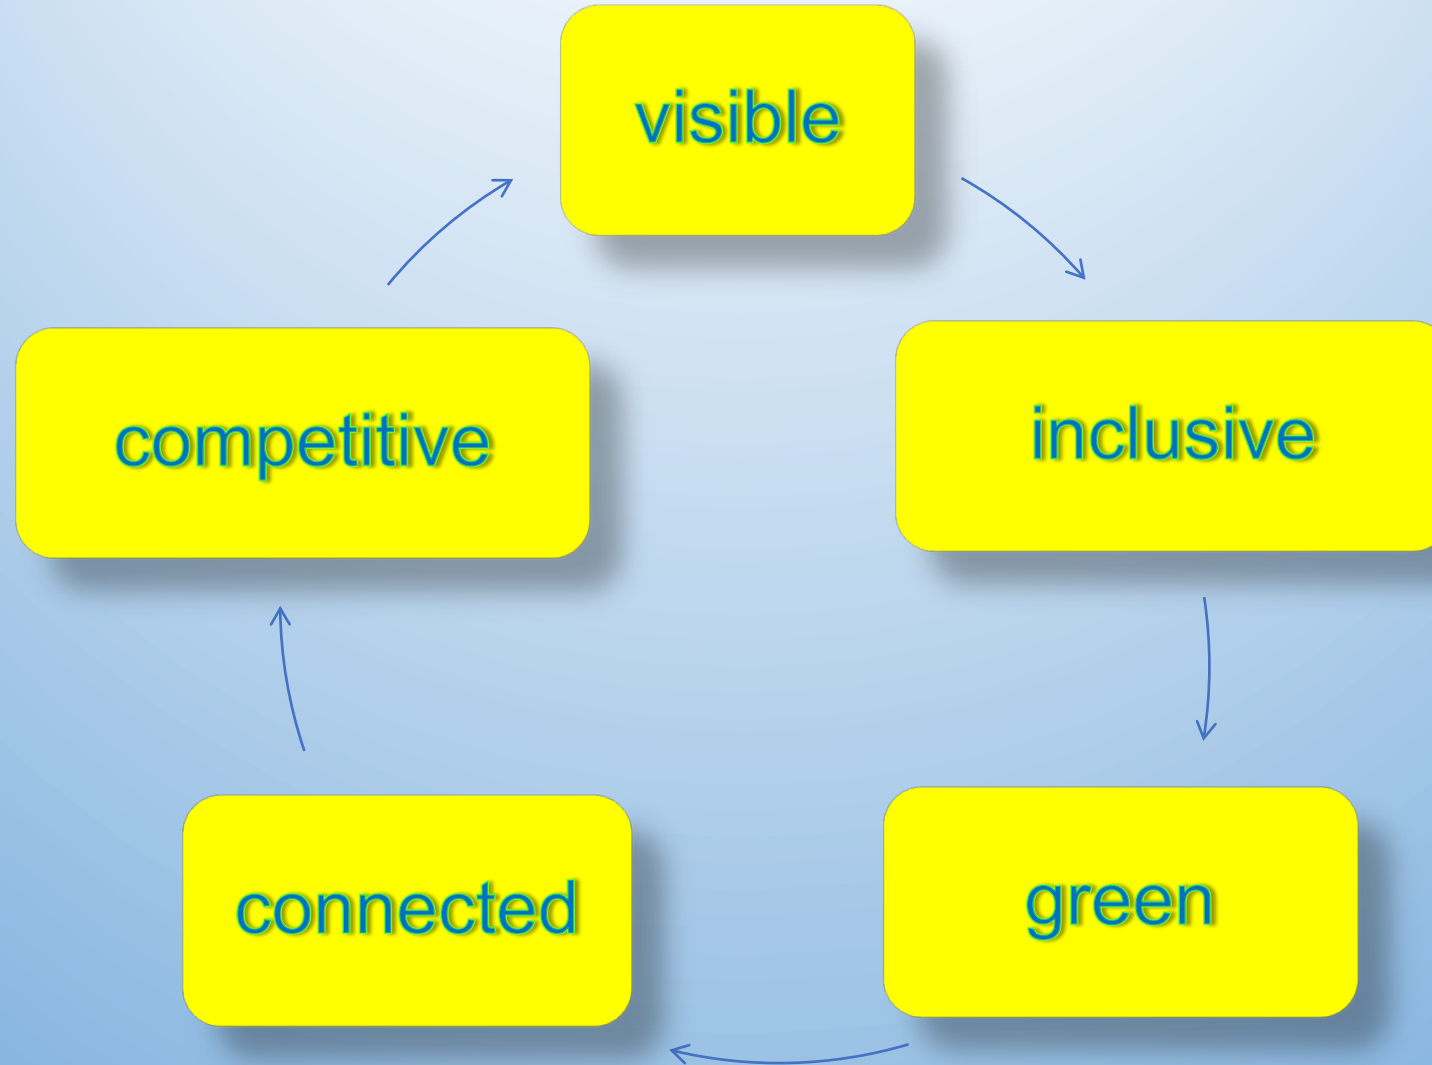 visible
inclusive
green
connected
competitive